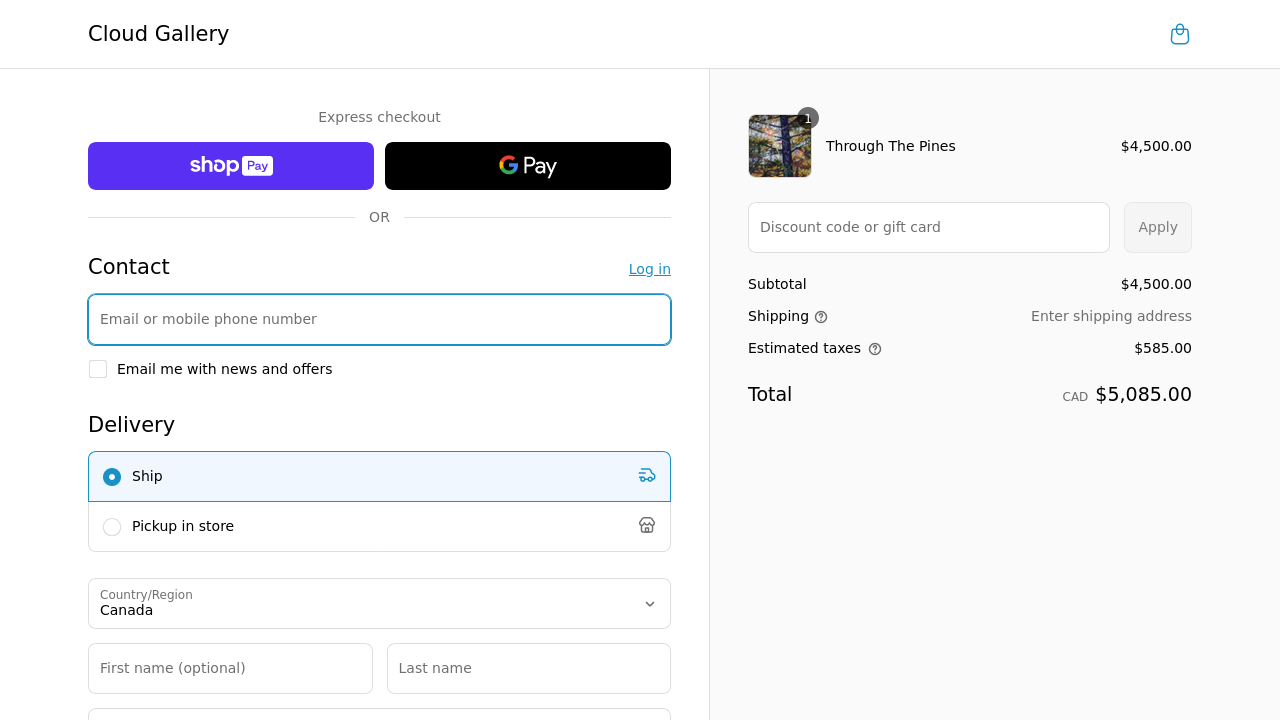 Cloud Gallery
Express checkout
shop Pay
G Pay
OR
Contact
Log in
Email or mobile phone number
Email me with news and offers
Delivery
Ship
Pickup in store
Country/Region
Canada
First name (optional)
Last name
1
Through The Pines
$4,500.00
Discount code or gift card
Apply
Subtotal
$4,500.00
Shipping
Enter shipping address
Estimated taxes
$585.00
Total
CAD $5,085.00